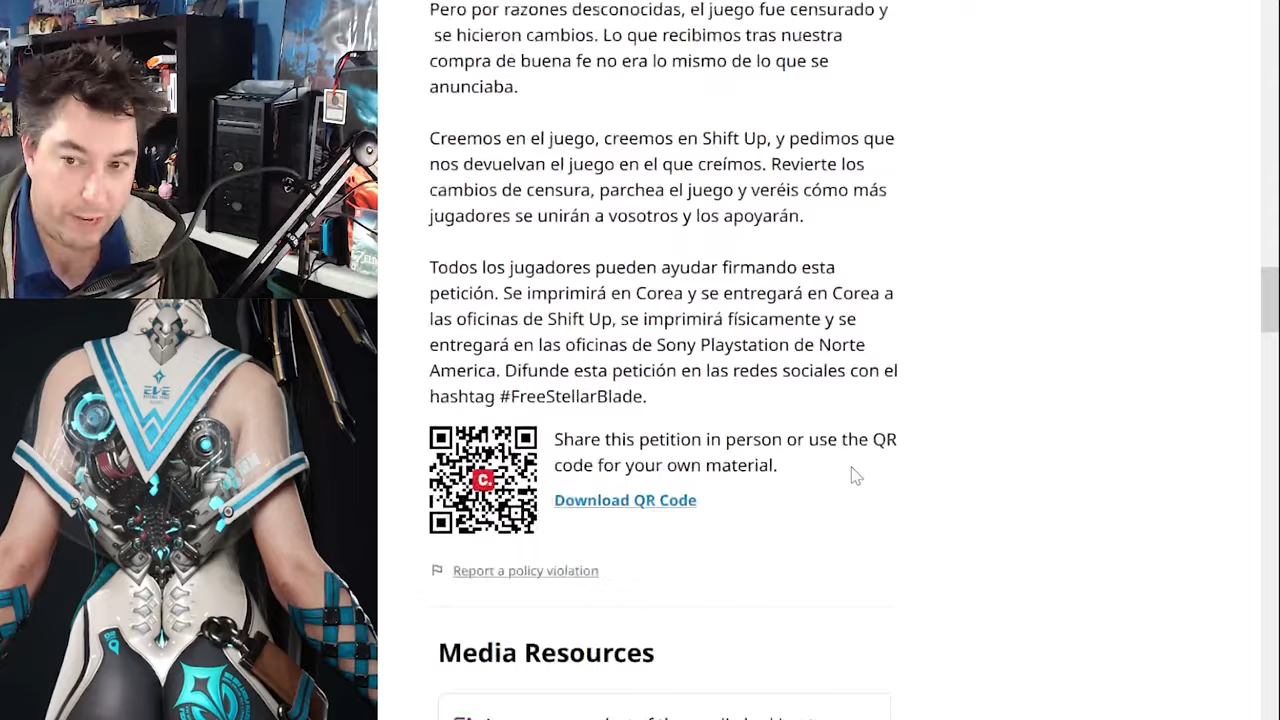 Pero por razones desconocidas, el juego fue censurado y
se hicieron cambios. Lo que recibimos tras nuestra
compra de buena fe no era lo mismo de lo que se
anunciaba.
Creemos en el juego, creemos en Shift Up, y pedimos que
nos devuelvan el juego en el que creímos. Revierte los
cambios de censura, parchea el juego y veréis cómo más
jugadores se unirán a vosotros y los apoyarán.
Todos los jugadores pueden ayudar firmando esta
petición. Se imprimirá en Corea y se entregará en Corea a
las oficinas de Shift Up, se imprimirá físicamente y se
entregará en las oficinas de Sony Playstation de Norte
America. Difunde esta petición en las redes sociales con el
hashtag #FreeStellarBlade.
c.
Share this petition in person or use the QR
code for your own material.
Download QR Code
Report a policy violation
Media Resources
EVE